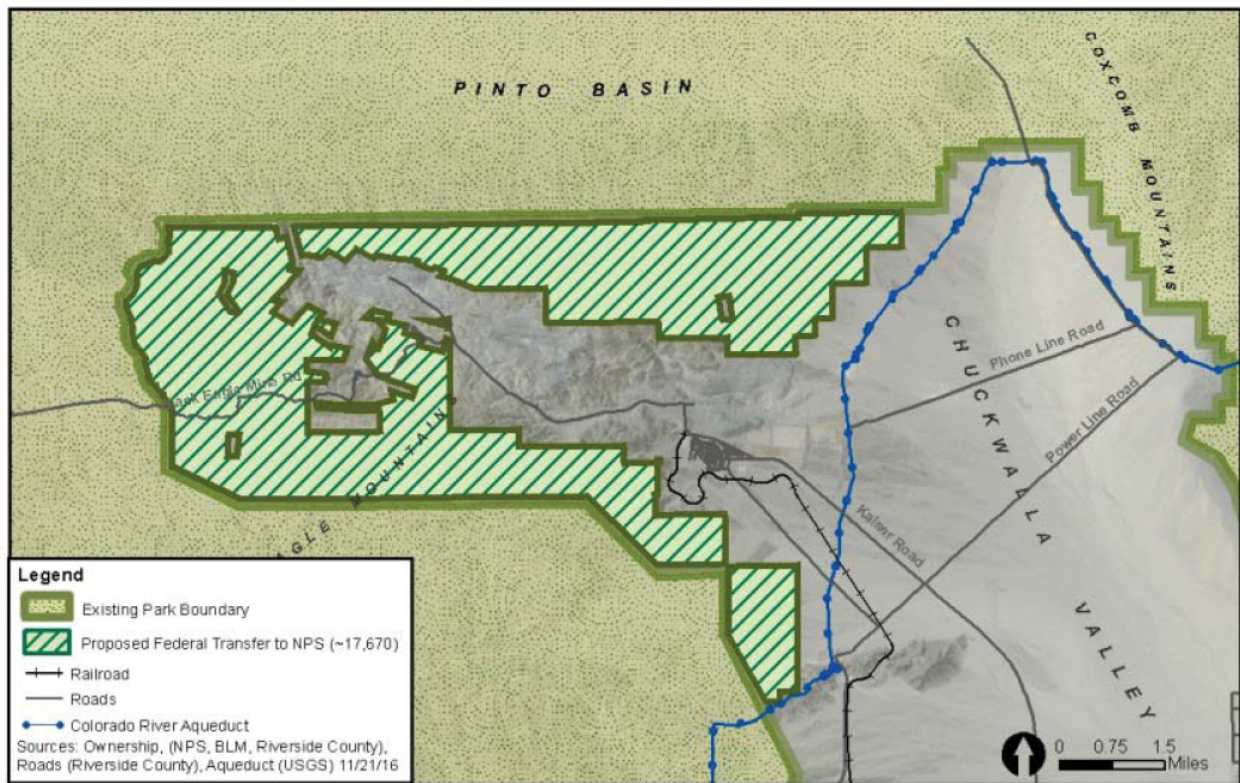 PINTO BASIN
COXCOMB MOUNTAINS
Phone Line Road
CHUCKWALLA
Power Line Road
Eagle Mine Rd
EAGLE MOUNTAINS
Kaiser Road
VALLEY
Legend
Existing Park Boundary
Proposed Federal Transfer to NPS (~17,670)
Railroad
Roads
Colorado River Aqueduct
Sources: Ownership, (NPS, BLM, Riverside County),
Roads (Riverside County), Aqueduct (USGS) 11/21/16
0 0.75 1.5
Miles